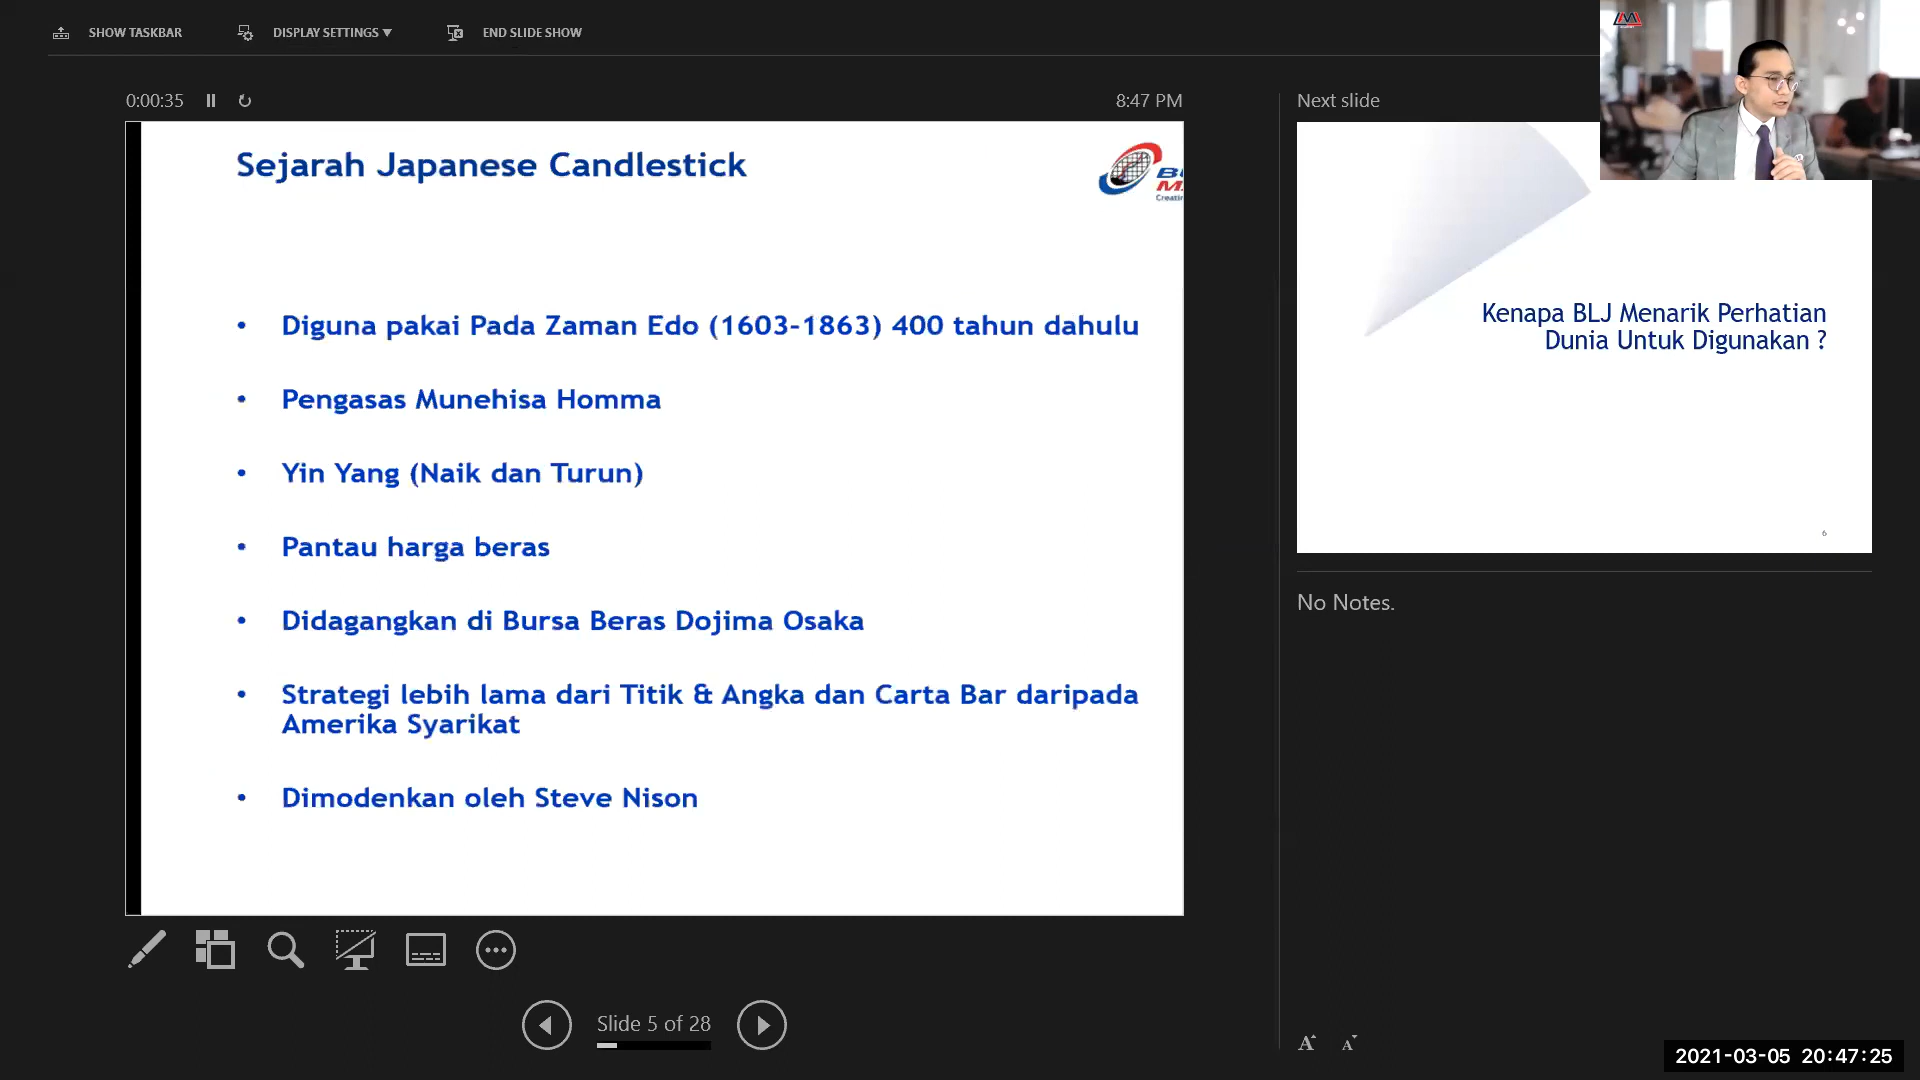 SHOW TASKBAR
DISPLAY SETTINGS ▼
END SLIDE SHOW
0:00:35
8:47 PM
Next slide
Sejarah Japanese Candlestick
• Diguna pakai Pada Zaman Edo (1603-1863) 400 tahun dahulu
• Pengasas Munehisa Homma
• Yin Yang (Naik dan Turun)
• Pantau harga beras
• Didagangkan di Bursa Beras Dojima Osaka
• Strategi lebih lama dari Titik & Angka dan Carta Bar daripada
Amerika Syarikat
• Dimodenkan oleh Steve Nison
Kenapa BLJ Menarik Perhatian
Dunia Untuk Digunakan ?
6
No Notes.
Slide 5 of 28
A A
2021-03-05 20:47:25